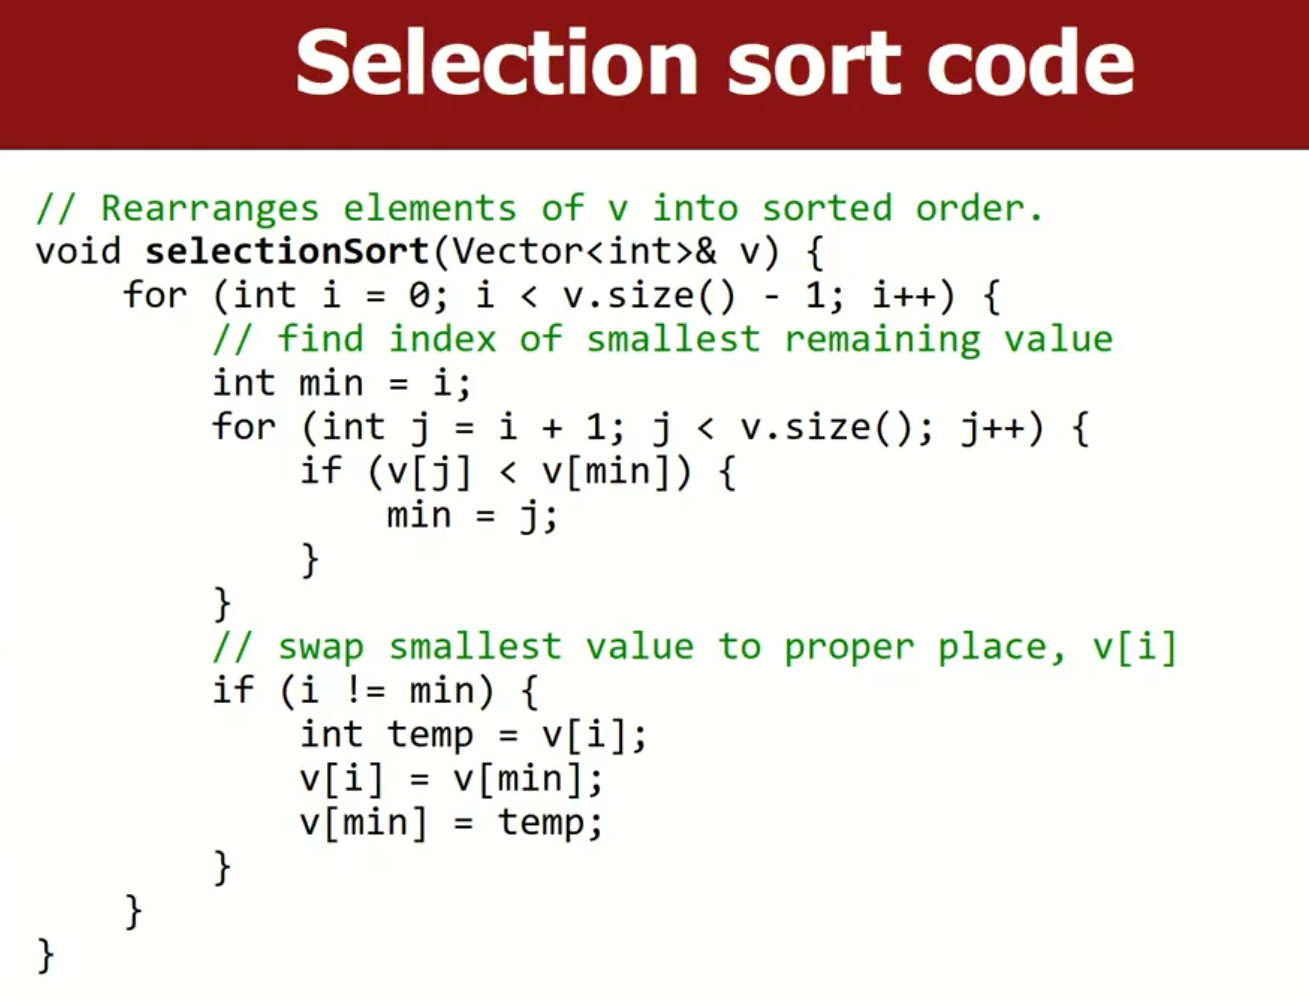 Selection sort code
// Rearranges elements of v into sorted order.
void selectionSort(Vector<int>& v) {
    for (int i = 0; i < v.size() - 1; i++) {
        // find index of smallest remaining value
        int min = i;
        for (int j = i + 1; j < v.size(); j++) {
            if (v[j] < v[min]) {
                min = j;
            }
        }
        // swap smallest value to proper place, v[i]
        if (i != min) {
            int temp = v[i];
            v[i] = v[min];
            v[min] = temp;
        }
    }
}